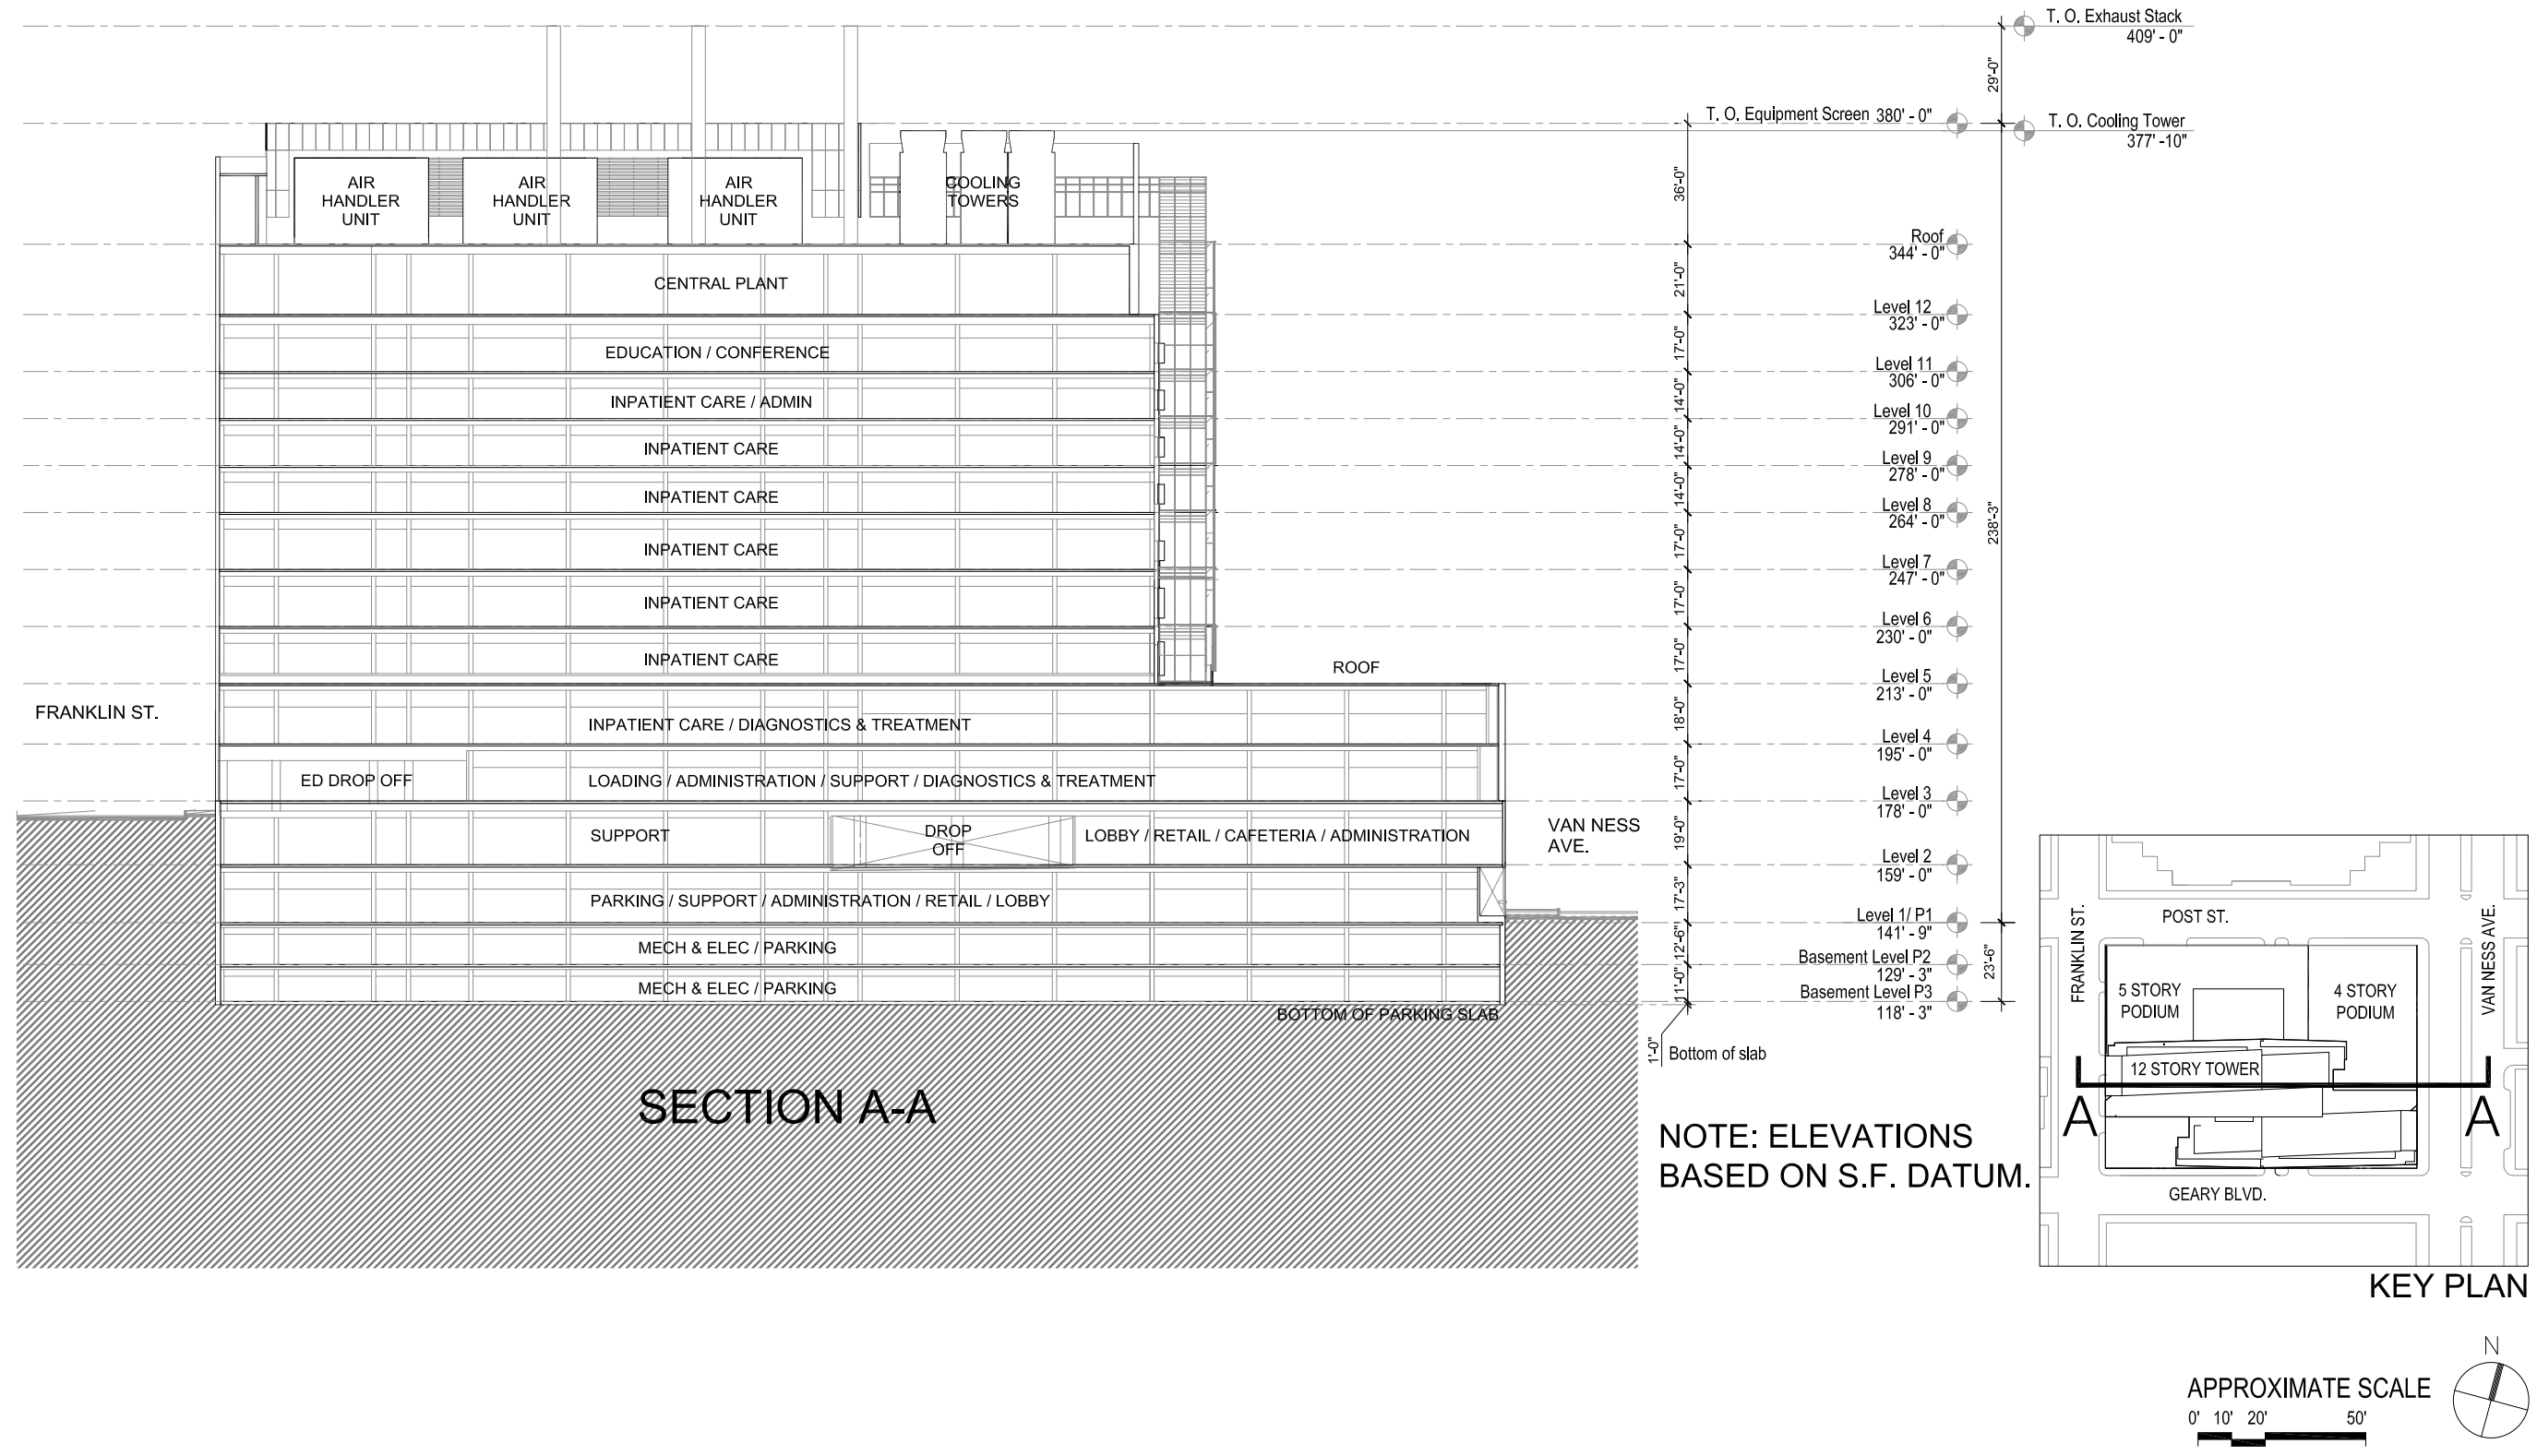 T. O. Exhaust Stack
409' - 0"
29'-0"
T. O. Equipment Screen 380' - 0"
T. O. Cooling Tower
377' -10"
AIR
HANDLER
UNIT
AIR
HANDLER
UNIT
AIR
HANDLER
UNIT
COOLING
TOWERS
36'-0"
Roof
344' - 0"
CENTRAL PLANT
21'-0"
Level 12
323' - 0"
EDUCATION / CONFERENCE
17'-0"
Level 11
306' - 0"
INPATIENT CARE / ADMIN
14'-0"
Level 10
291' - 0"
INPATIENT CARE
14'-0"
Level 9
278' - 0"
INPATIENT CARE
14'-0"
Level 8
264' - 0"
238'-3"
INPATIENT CARE
17'-0"
Level 7
247' - 0"
INPATIENT CARE
17'-0"
Level 6
230' - 0"
INPATIENT CARE
ROOF
17'-0"
Level 5
213' - 0"
FRANKLIN ST.
INPATIENT CARE / DIAGNOSTICS & TREATMENT
18'-0"
Level 4
195' - 0"
ED DROP OFF
LOADING / ADMINISTRATION / SUPPORT / DIAGNOSTICS & TREATMENT
17'-0"
Level 3
178' - 0"
SUPPORT
DROP
OFF
LOBBY / RETAIL / CAFETERIA / ADMINISTRATION
VAN NESS
AVE.
19'-0"
Level 2
159' - 0"
PARKING / SUPPORT / ADMINISTRATION / RETAIL / LOBBY
17'-3"
Level 1/ P1
141' - 9"
MECH & ELEC / PARKING
12'-6"
Basement Level P2
129' - 3"
23'-6"
MECH & ELEC / PARKING
11'-0"
Basement Level P3
118' - 3"
BOTTOM OF PARKING SLAB
1'-0"
Bottom of slab
SECTION A-A
NOTE: ELEVATIONS
BASED ON S.F. DATUM.
FRANKLIN ST.
POST ST.
VAN NESS AVE.
5 STORY
PODIUM
4 STORY
PODIUM
12 STORY TOWER
A
A
GEARY BLVD.
KEY PLAN
N
APPROXIMATE SCALE
0' 10' 20' 50'